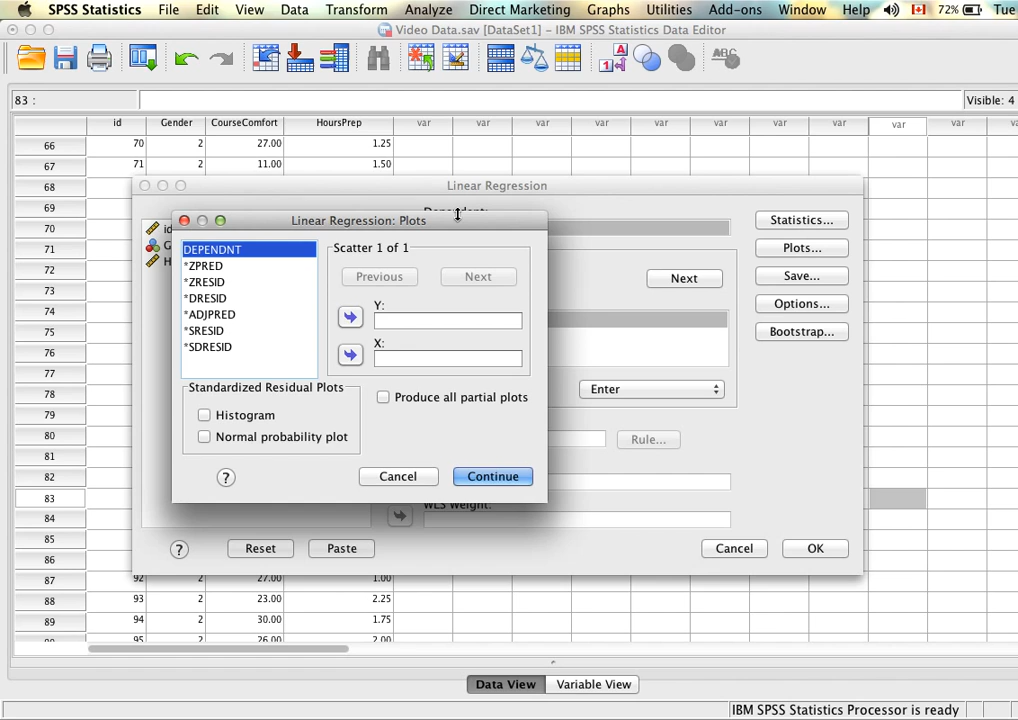 SPSS Statistics File Edit View Data Transform Analyze Direct Marketing Graphs Utilities Add-ons Window Help 72% Tue
Video Data.sav [DataSet1] – IBM SPSS Statistics Data Editor
83 : Visible: 4
id Gender CourseComfort HoursPrep var var var var var var var var var var
66 70 2 27.00 1.25
67 71 2 11.00 1.50
68
69
70
71
72
73
74
75
76
77
78
79
80
81
82
83
84
85
86
87 92 2 27.00 1.00
88 93 2 23.00 2.25
89 94 2 30.00 1.75
90 95 2 26.00 2.00
Linear Regression
Dependent:
Statistics...
Plots...
Save...
Options...
Bootstrap...
Next
Enter
Rule...
WLS Weight:
Reset Paste Cancel OK
Linear Regression: Plots
DEPENDNT
*ZPRED
*ZRESID
*DRESID
*ADJPRED
*SRESID
*SDRESID
Scatter 1 of 1
Previous Next
Y:
X:
Standardized Residual Plots
Histogram
Normal probability plot
Produce all partial plots
? Cancel Continue
?
Data View Variable View
IBM SPSS Statistics Processor is ready